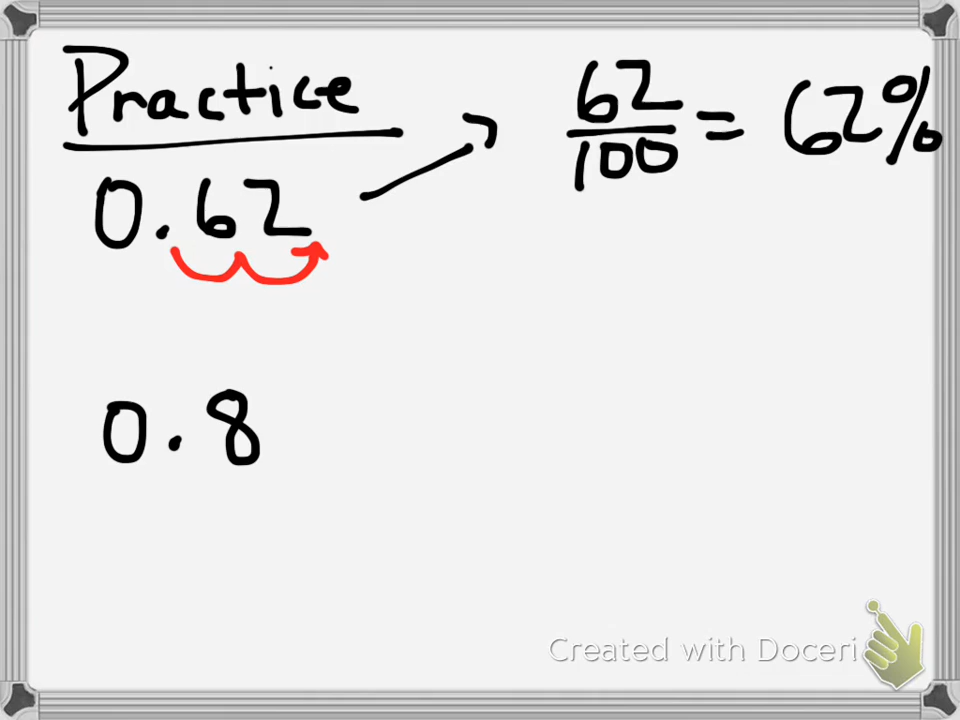 Practice
0.62
62/100 = 62%
0.8
Created with Doceri